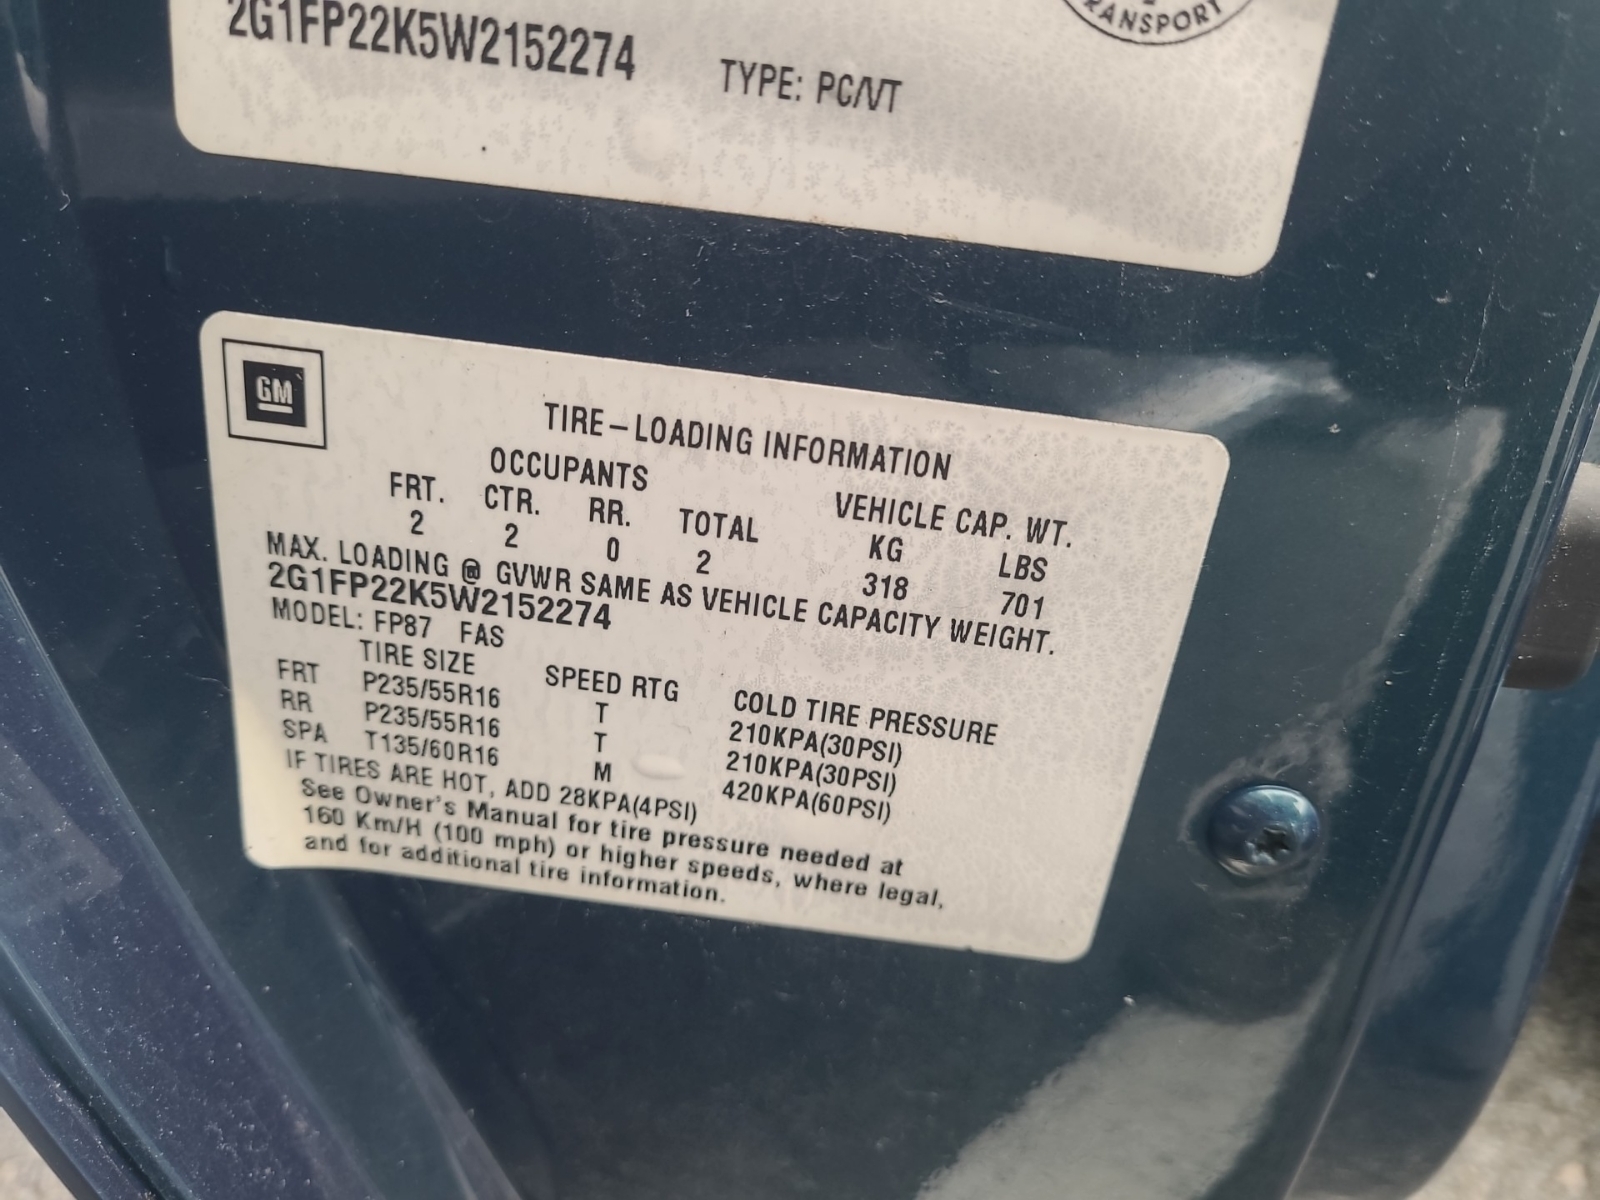 TRANSPORT
2G1FP22K5W2152274 TYPE: PC/VT
GM
TIRE–LOADING INFORMATION
OCCUPANTS VEHICLE CAP. WT.
FRT. CTR. RR. TOTAL KG LBS
2 2 0 2 318 701
MAX. LOADING @ GVWR SAME AS VEHICLE CAPACITY WEIGHT.
2G1FP22K5W2152274
MODEL: FP87 FAS
TIRE SIZE SPEED RTG COLD TIRE PRESSURE
FRT P235/55R16 T 210KPA(30PSI)
RR P235/55R16 T 210KPA(30PSI)
SPA T135/60R16 M 420KPA(60PSI)
IF TIRES ARE HOT, ADD 28KPA(4PSI)
See Owner's Manual for tire pressure needed at
160 Km/H (100 mph) or higher speeds, where legal,
and for additional tire information.